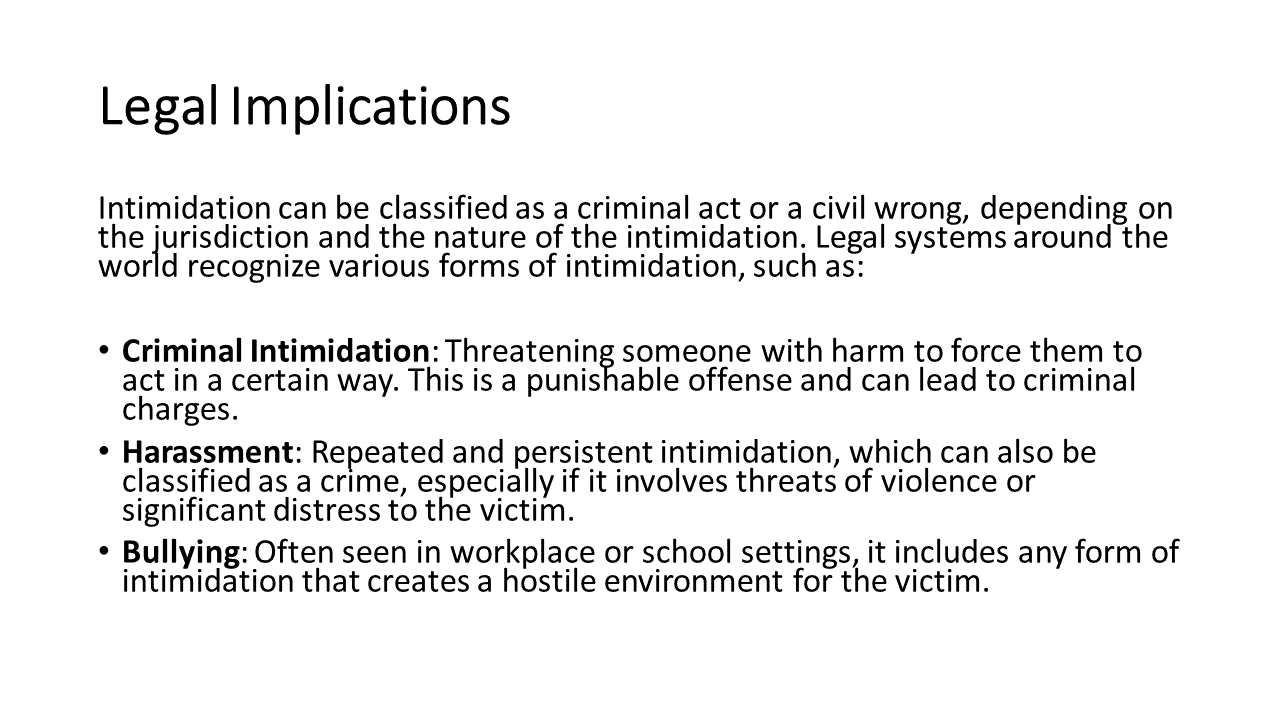 Legal Implications
Intimidation can be classified as a criminal act or a civil wrong, depending on
the jurisdiction and the nature of the intimidation. Legal systems around the
world recognize various forms of intimidation, such as:
• Criminal Intimidation: Threatening someone with harm to force them to
act in a certain way. This is a punishable offense and can lead to criminal
charges.
• Harassment: Repeated and persistent intimidation, which can also be
classified as a crime, especially if it involves threats of violence or
significant distress to the victim.
• Bullying: Often seen in workplace or school settings, it includes any form of
intimidation that creates a hostile environment for the victim.